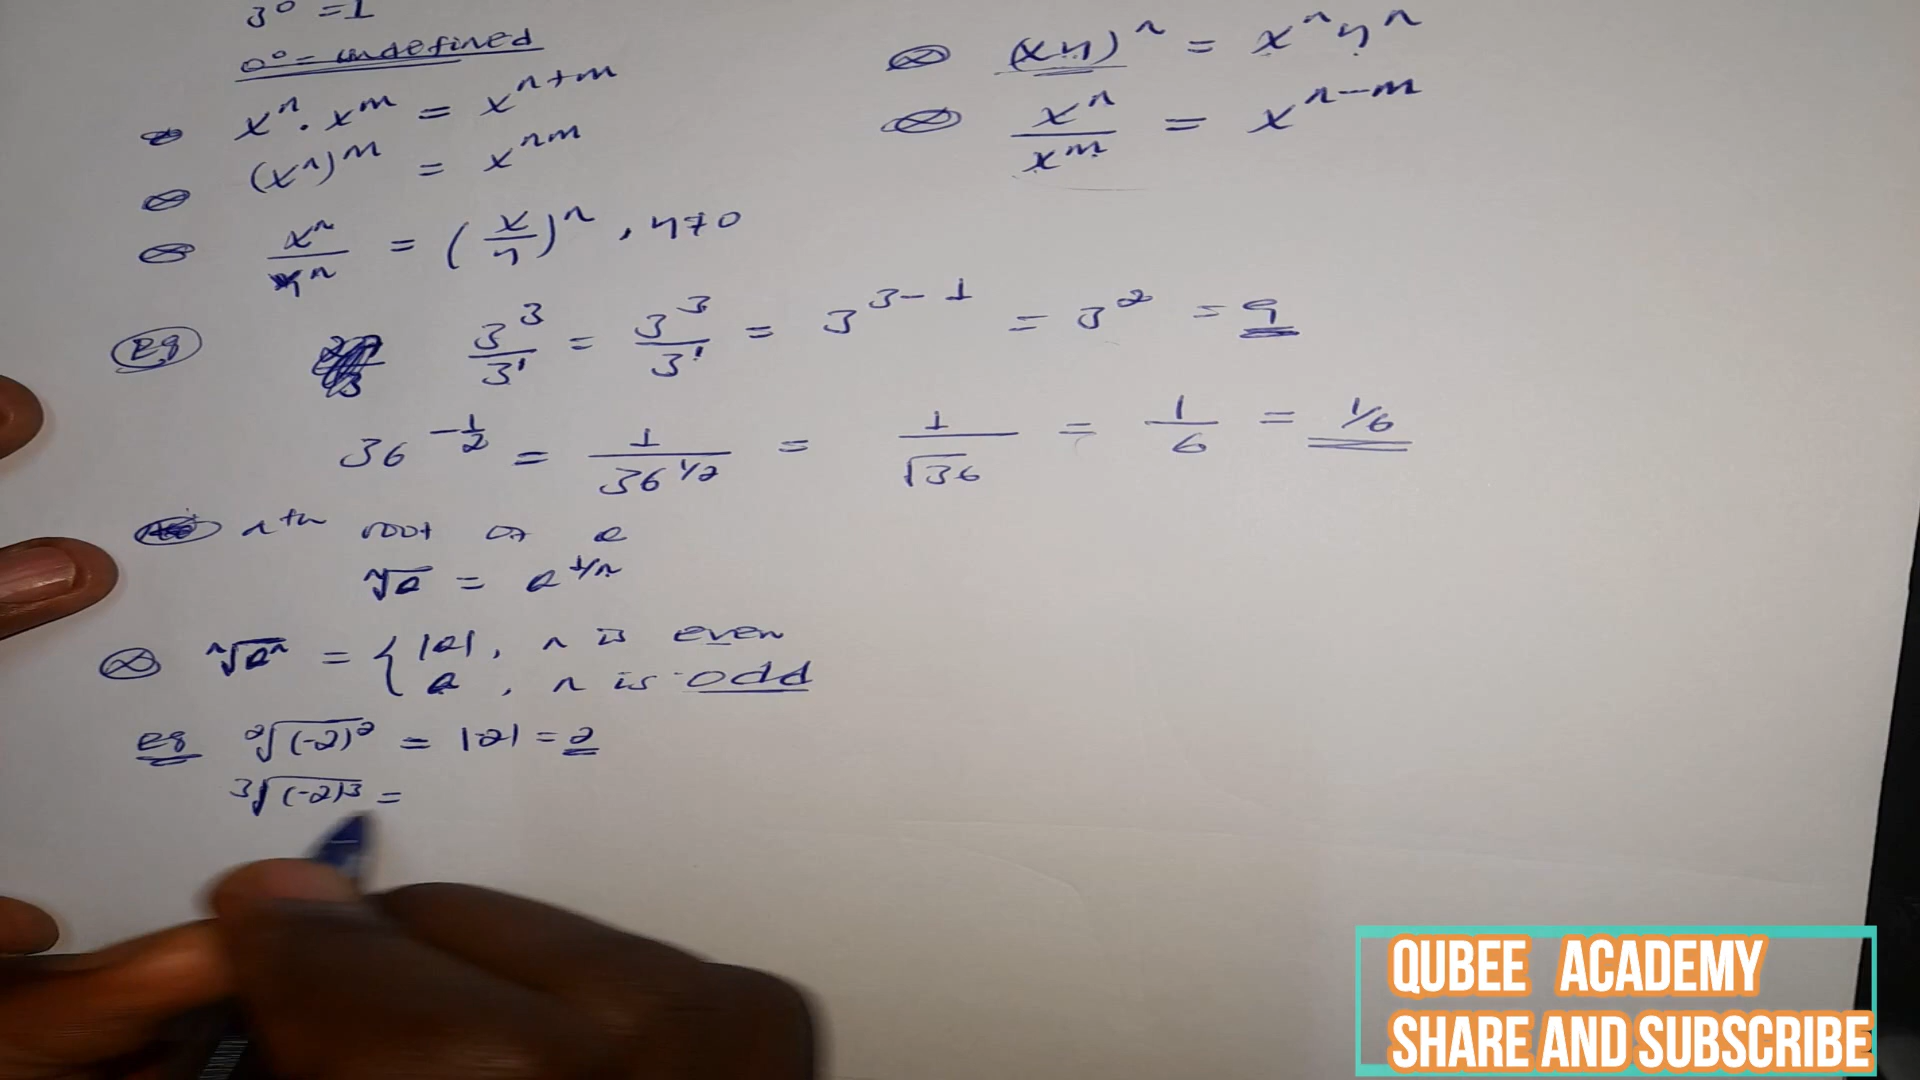 3⁰ = 1
0⁰ = undefined
xⁿ . xᵐ = xⁿ⁺ᵐ
(xⁿ)ᵐ = xⁿᵐ
xⁿ/yⁿ = (x/y)ⁿ , y≠0
(xy)ⁿ = xⁿyⁿ
xⁿ/xᵐ = xⁿ⁻ᵐ
eg 3³/3¹ = 3³/3¹ = 3³⁻¹ = 3² = 9
36^-1/2 = 1/36^1/2 = 1/√36 = 1/6 = 1/6
nth root of a
ⁿ√a = a^1/n
ⁿ√aⁿ = { |a|, n is even
a, n is odd
eg ²√(-2)² = |2| = 2
³√(-2)³ =
QUBEE ACADEMY
SHARE AND SUBSCRIBE